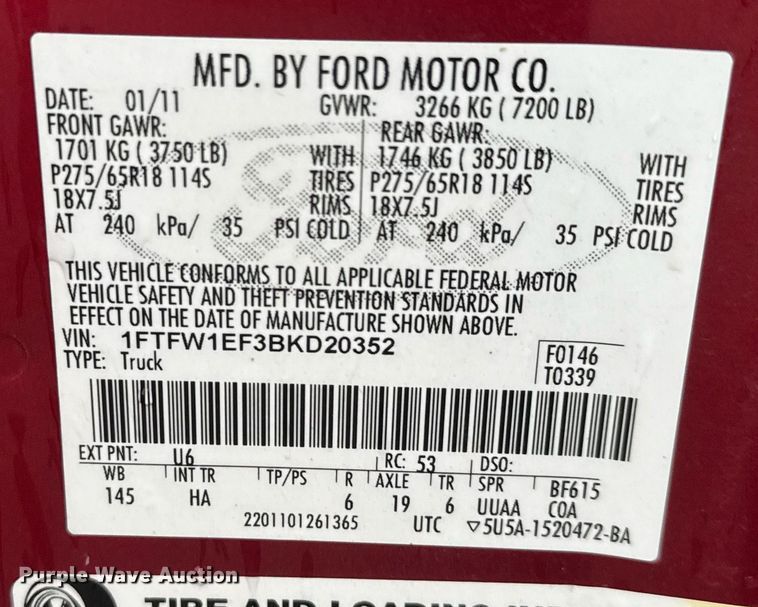 MFD. BY FORD MOTOR CO.
DATE: 01/11 GVWR: 3266 KG ( 7200 LB)
FRONT GAWR: REAR GAWR:
1701 KG ( 3750 LB) WITH 1746 KG ( 3850 LB) WITH
P275/65R18 114S TIRES P275/65R18 114S TIRES
18X7.5J RIMS 18X7.5J RIMS
AT 240 kPa/ 35 PSI COLD AT 240 kPa/ 35 PSI COLD
Ford
THIS VEHICLE CONFORMS TO ALL APPLICABLE FEDERAL MOTOR
VEHICLE SAFETY AND THEFT PREVENTION STANDARDS IN
EFFECT ON THE DATE OF MANUFACTURE SHOWN ABOVE.
VIN: 1FTFW1EF3BKD20352 F0146
TYPE: Truck T0339
EXT PNT: U6 RC: 53 DSO:
WB INT TR TP/PS R AXLE TR SPR BF615
145 HA 6 19 6 UUAA COA
2201101261365 UTC ▽5U5A-1520472-BA
Purple Wave Auction
TIRE AND LOADING